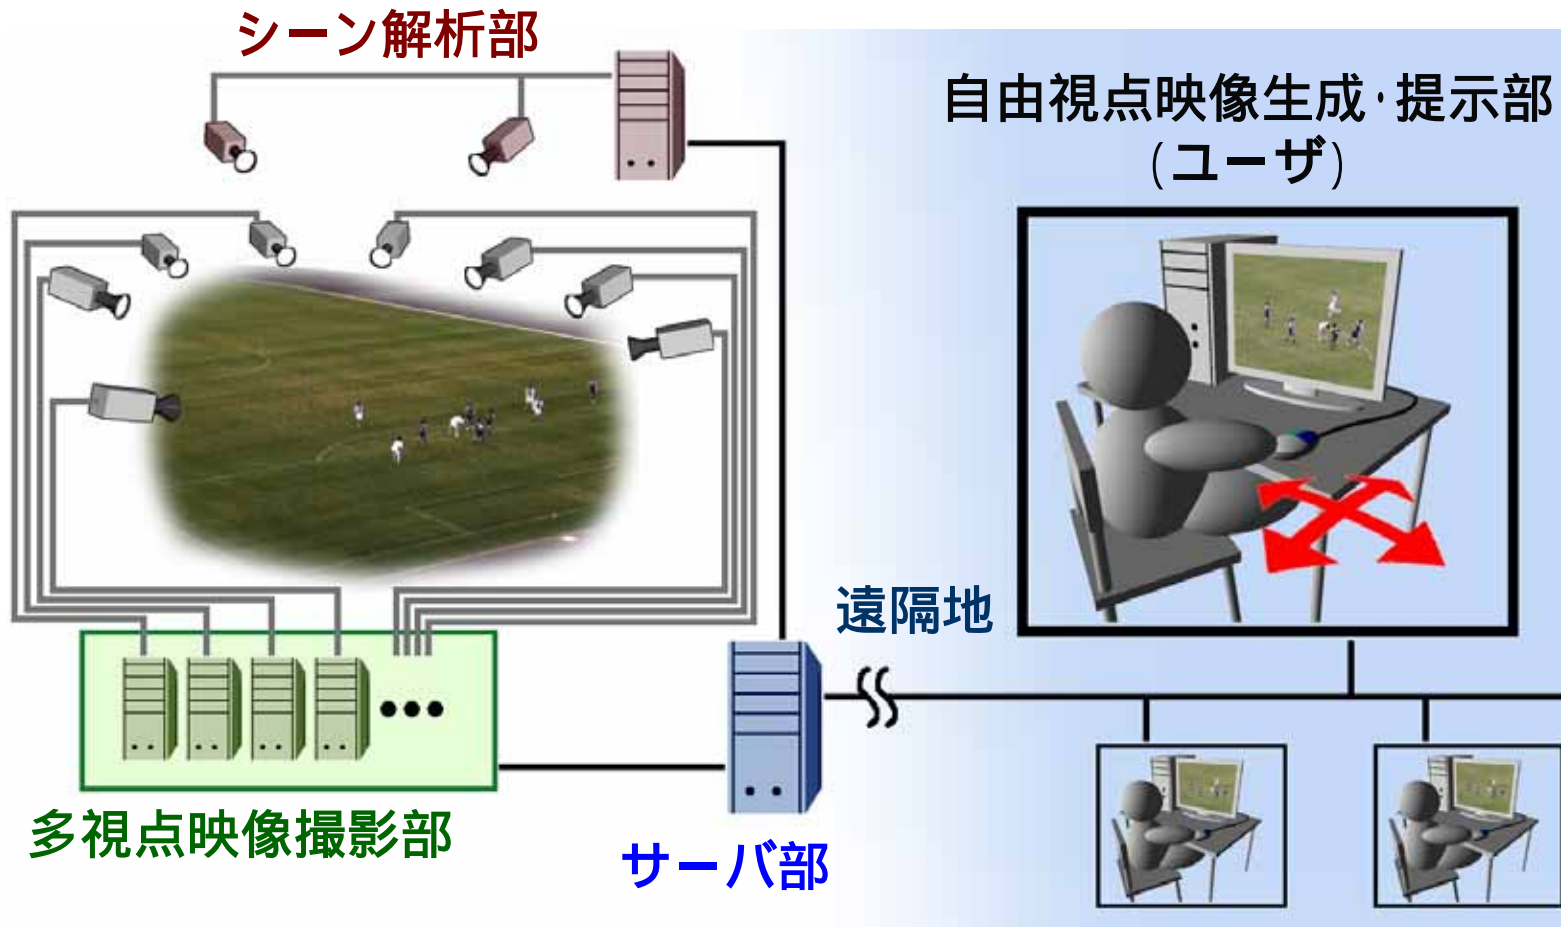 シーン解析部
自由視点映像生成・提示部
(ユーザ)
遠隔地
多視点映像撮影部
サーバ部